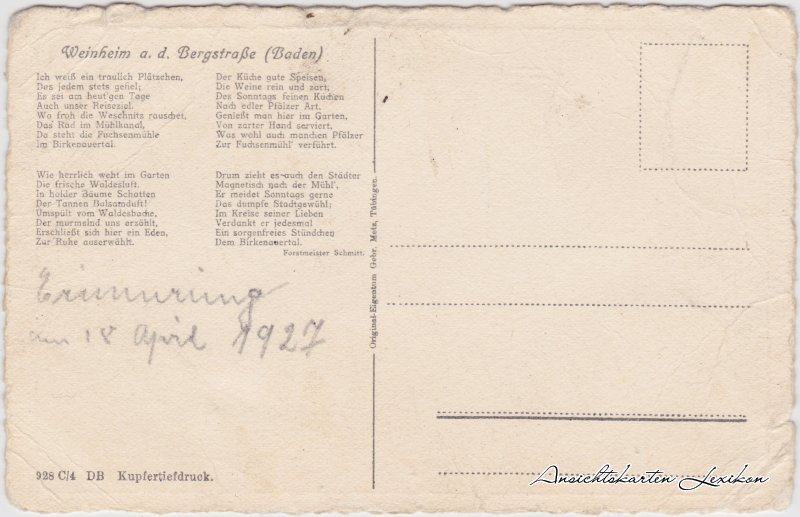 Weinheim a. d. Bergstraße (Baden)
Ich weiß ein traulich Plätzchen,
Das jedem stets gefiel;
Es sei am heut'gen Tage
Auch unser Reiseziel.
Wo froh die Weschnitz rauschet,
Das Rad im Mühlkanal,
Da steht die Fuchsenmühle
Im Birkenauertal.
Wie herrlich weht im Garten
Die frische Waldesluft.
In holder Bäume Schatten
Der Tannen Balsamduft!
Umspült vom Waldesbache,
Der murmelnd uns erzählt,
Erschließt sich hier ein Eden,
Zur Ruhe auserwählt.
Der Küche gute Speisen,
Die Weine rein und zart,
Des Sonntags feinen Kuchen
Nach edler Pfälzer Art.
Genießt man hier im Garten,
Von zarter Hand serviert,
Was wohl auch manchen Pfälzer
Zur Fuchsenmühl' verführt.
Drum zieht es auch den Städter
Magnetisch nach der Mühl',
Er meidet Sonntags gerne
Das dumpfe Stadtgewühl;
Im Kreise seiner Lieben
Verdankt er jedesmal
Ein sorgenfreies Stündchen
Dem Birkenauertal.
Forstmeister Schmitt.
Erinnerung
am 18 April 1927
928 C/4 DB Kupfertiefdruck.
Original-Eigentum Gebr. Metz, Tübingen.
Ansichtskarten Lexikon